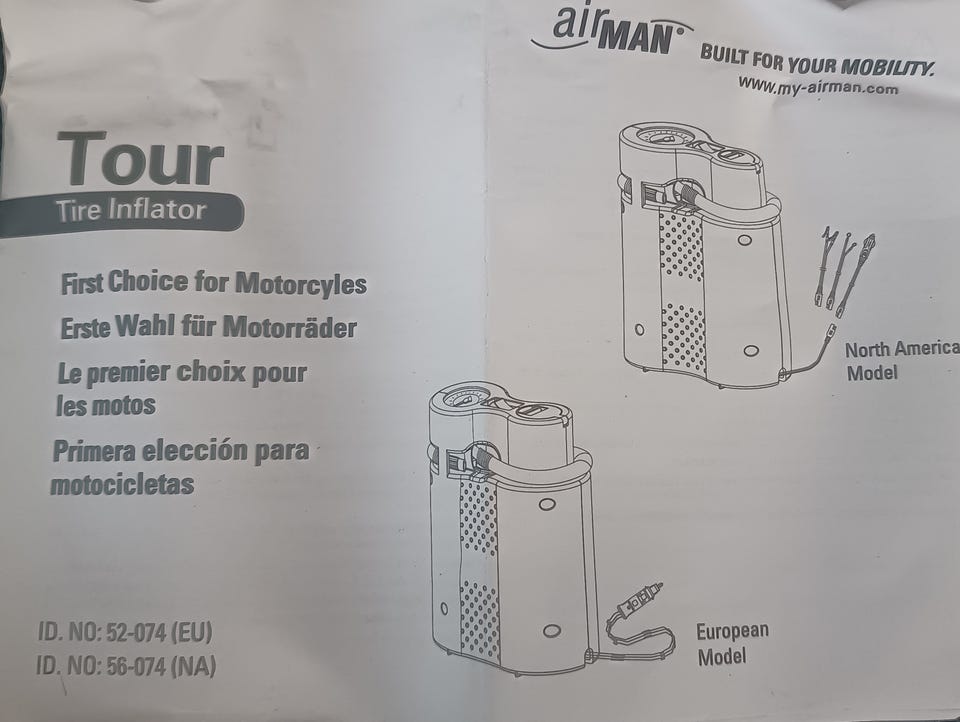 airMAN® BUILT FOR YOUR MOBILITY.
www.my-airman.com
Tour
Tire Inflator
First Choice for Motorcyles
Erste Wahl für Motorräder
Le premier choix pour
les motos
Primera elección para
motocicletas
North America
Model
European
Model
ID. NO: 52-074 (EU)
ID. NO: 56-074 (NA)